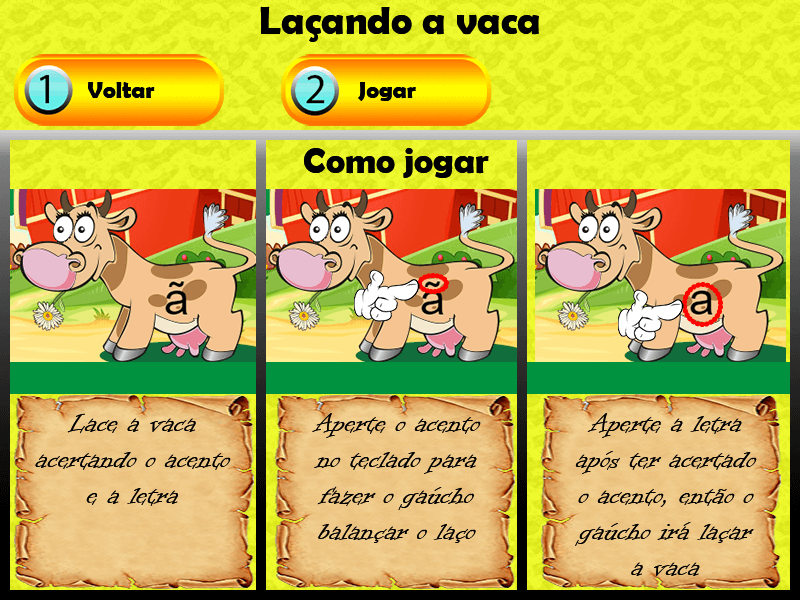 Laçando a vaca
1 Voltar
2 Jogar
Como jogar
ã
ã
a
Lace a vaca
acertando o acento
e a letra
Aperte o acento
no teclado para
fazer o gaúcho
balançar o laço
Aperte a letra
após ter acertado
o acento, então o
gaúcho irá laçar
a vaca